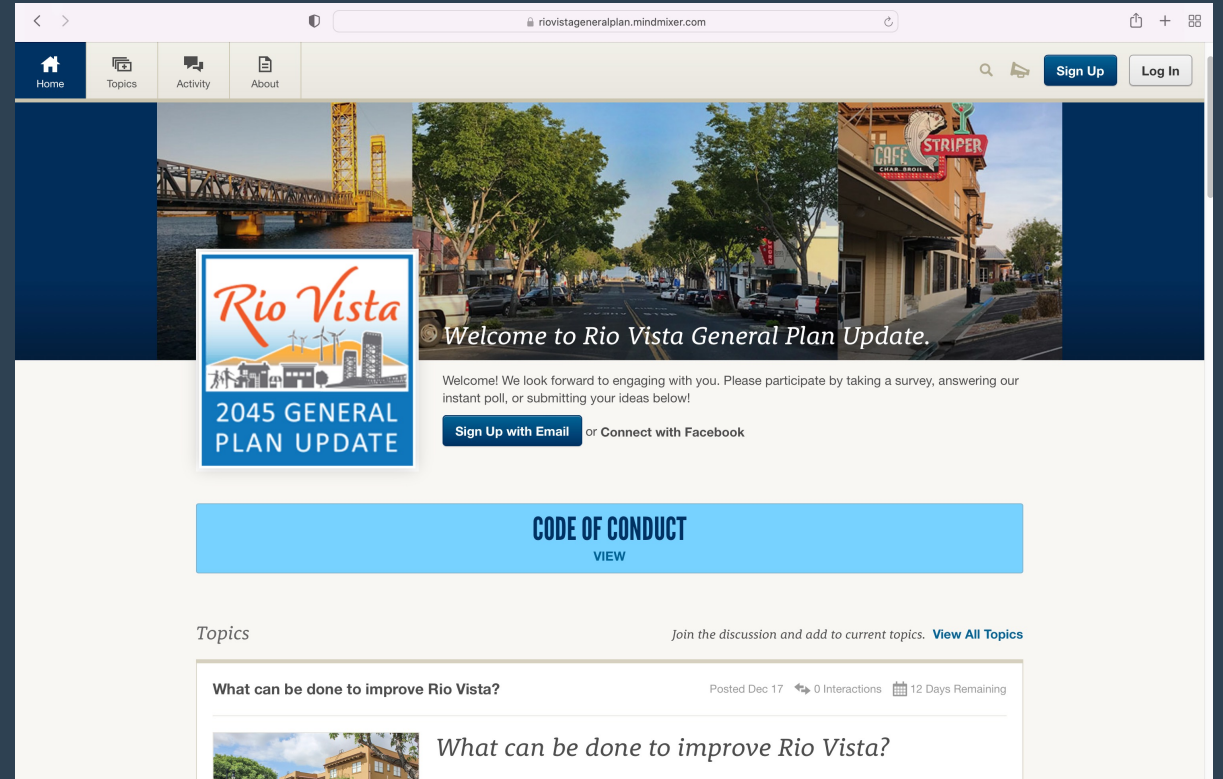 riovistageneralplan.mindmixer.com
Home
Topics
Activity
About
Sign Up
Log In
CAFE
STRIPER
CHAR BROIL
Rio Vista
2045 GENERAL
PLAN UPDATE
Welcome to Rio Vista General Plan Update.
Welcome! We look forward to engaging with you. Please participate by taking a survey, answering our
instant poll, or submitting your ideas below!
Sign Up with Email or Connect with Facebook
CODE OF CONDUCT
VIEW
Topics
Join the discussion and add to current topics. View All Topics
What can be done to improve Rio Vista?
Posted Dec 17 0 Interactions 12 Days Remaining
What can be done to improve Rio Vista?